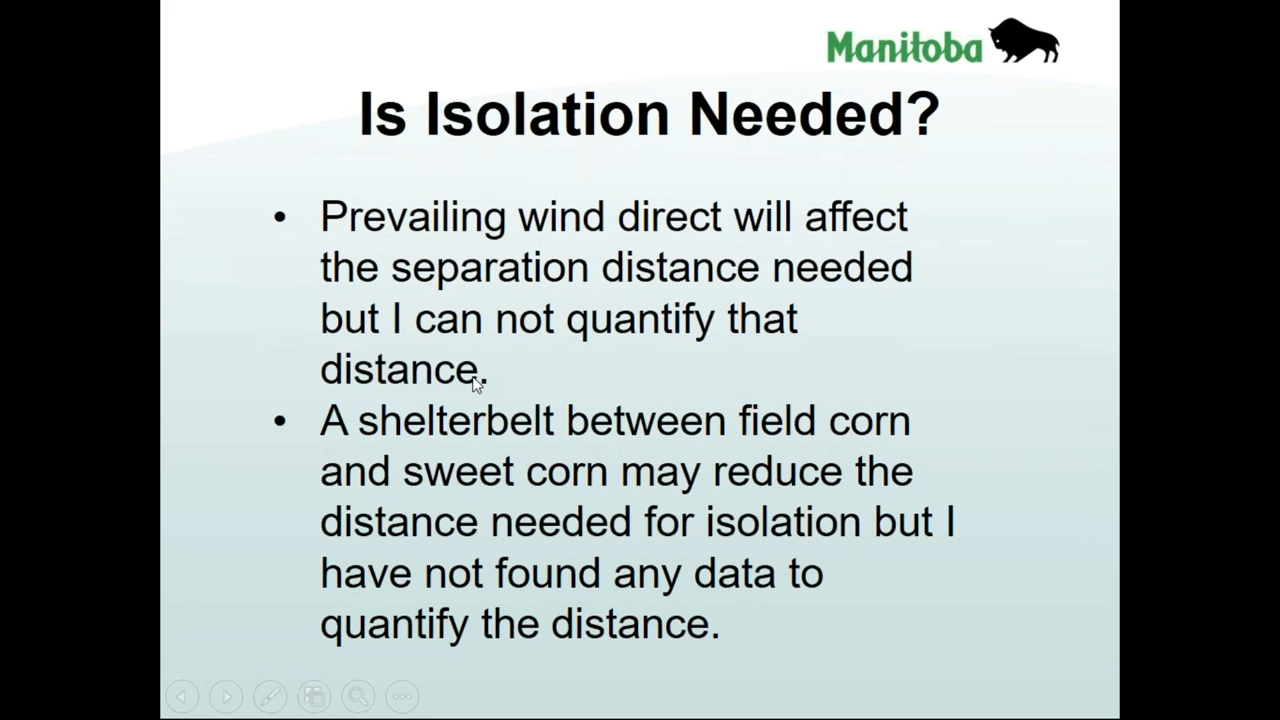 Manitoba
Is Isolation Needed?
• Prevailing wind direct will affect
the separation distance needed
but I can not quantify that
distance.
• A shelterbelt between field corn
and sweet corn may reduce the
distance needed for isolation but I
have not found any data to
quantify the distance.